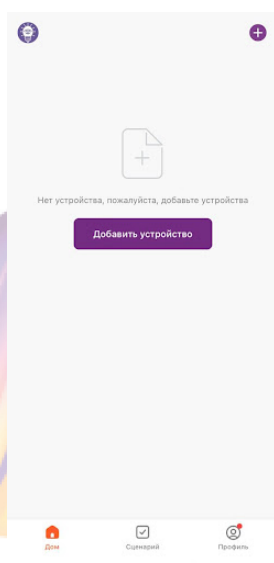 Нет устройства, пожалуйста, добавьте устройства
Добавить устройство
Дом
Сценарий
Профиль